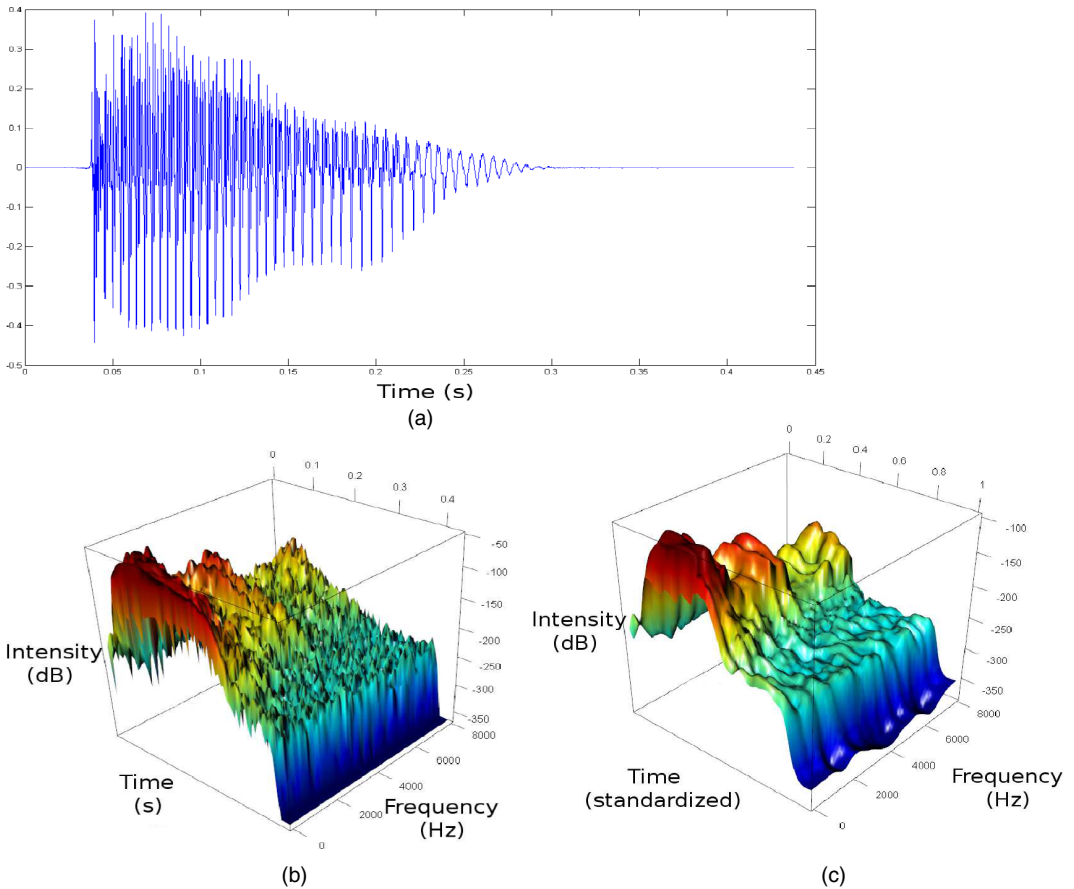 0.4
0.3
0.2
0.1
0
-0.1
-0.2
-0.3
-0.4
-0.5
0 0.05 0.1 0.15 0.2 0.25 0.3 0.35 0.4 0.45
Time (s)
(a)
0 0.1 0.2 0.3 0.4
-50
-100
-150
-200
-250
-300
-350
Intensity
(dB)
Time
(s)
0 2000 4000 6000 8000
Frequency
(Hz)
(b)
0 0.2 0.4 0.6 0.8 1
-100
-150
-200
-250
-300
-350
Intensity
(dB)
Time
(standardized)
0 2000 4000 6000 8000
Frequency
(Hz)
(c)